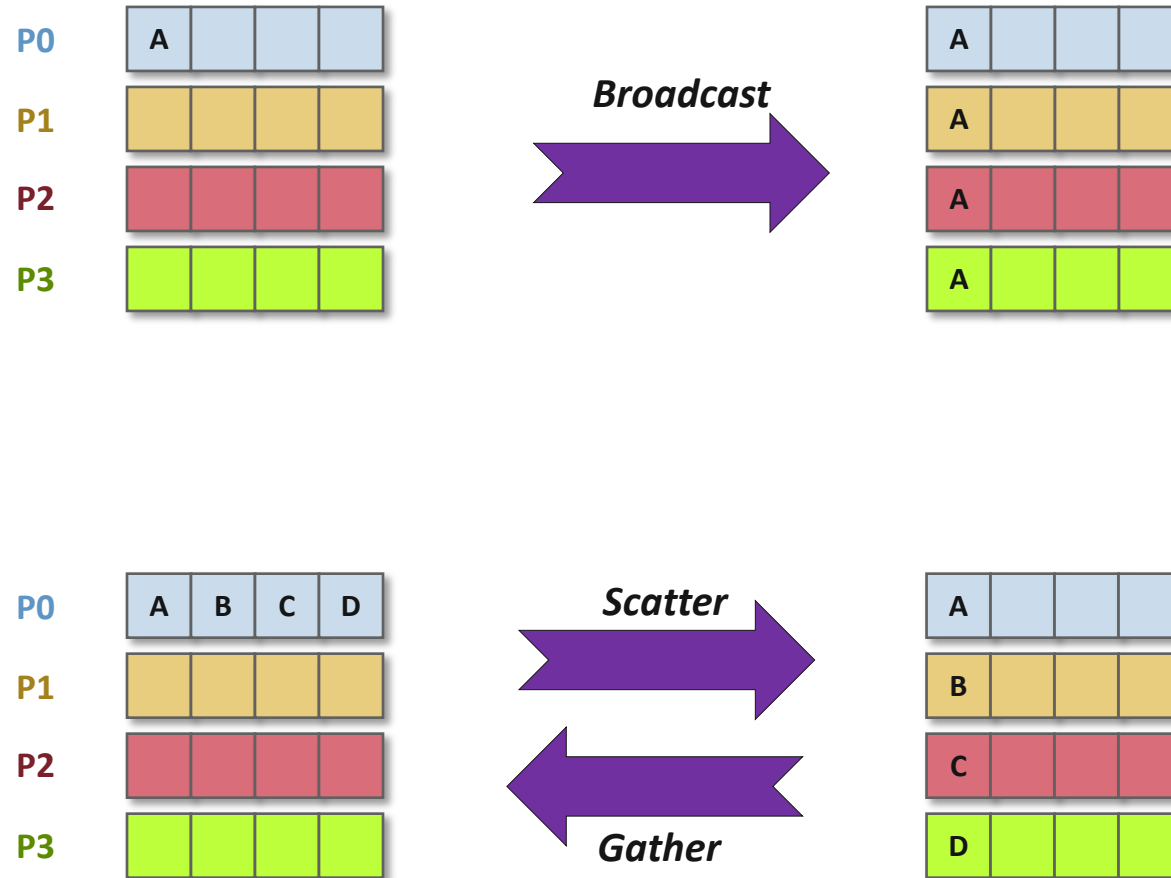 P0 A A
Broadcast
P1 A
P2 A
P3 A
P0 A B C D Scatter A
P1 B
P2 C
P3 Gather D